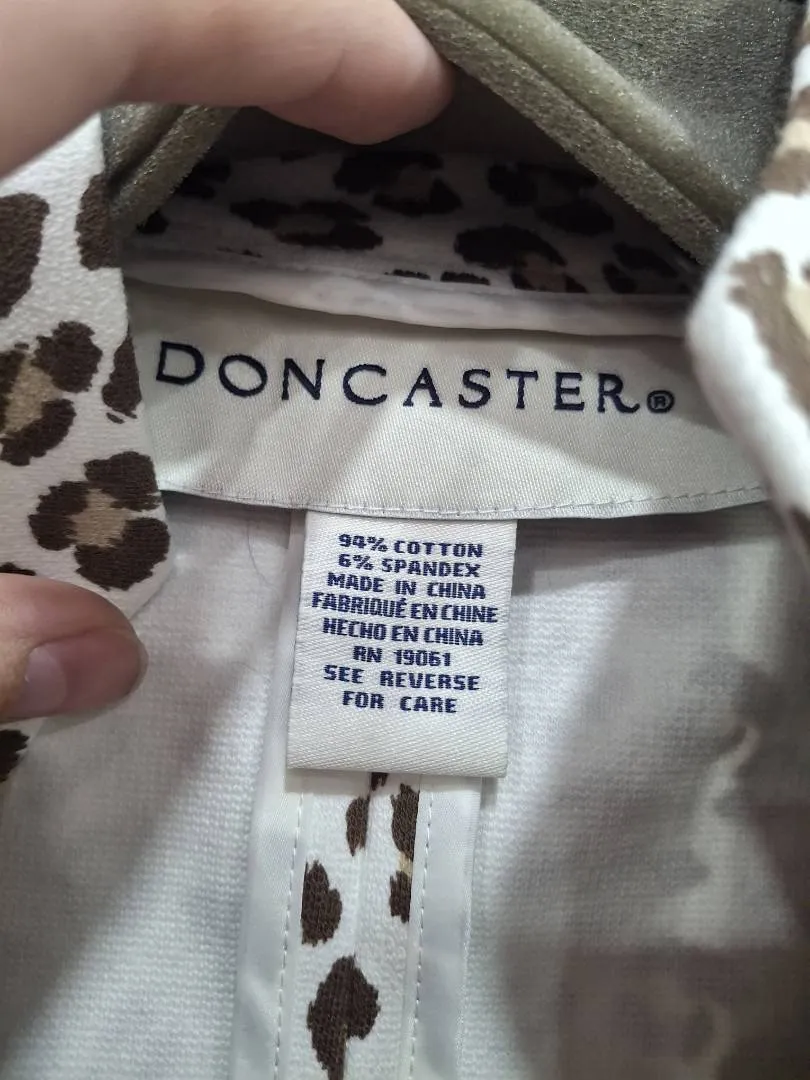 DONCASTER®
94% COTTON
6% SPANDEX
MADE IN CHINA
FABRIQUÉ EN CHINE
HECHO EN CHINA
RN 19061
SEE REVERSE
FOR CARE